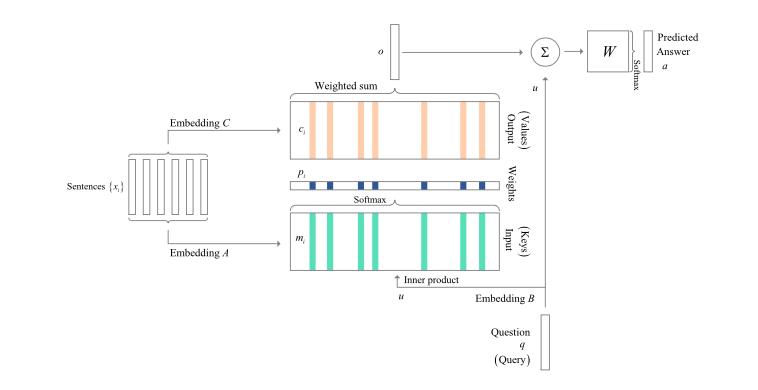 o
Σ
W
Softmax
Predicted
Answer
a
Weighted sum
u
Embedding C
c_i
(Values)
Output
Sentences {x_i}
p_i
Weights
Softmax
Embedding A
m_i
(Keys)
Input
Inner product
u
Embedding B
Question
q
(Query)